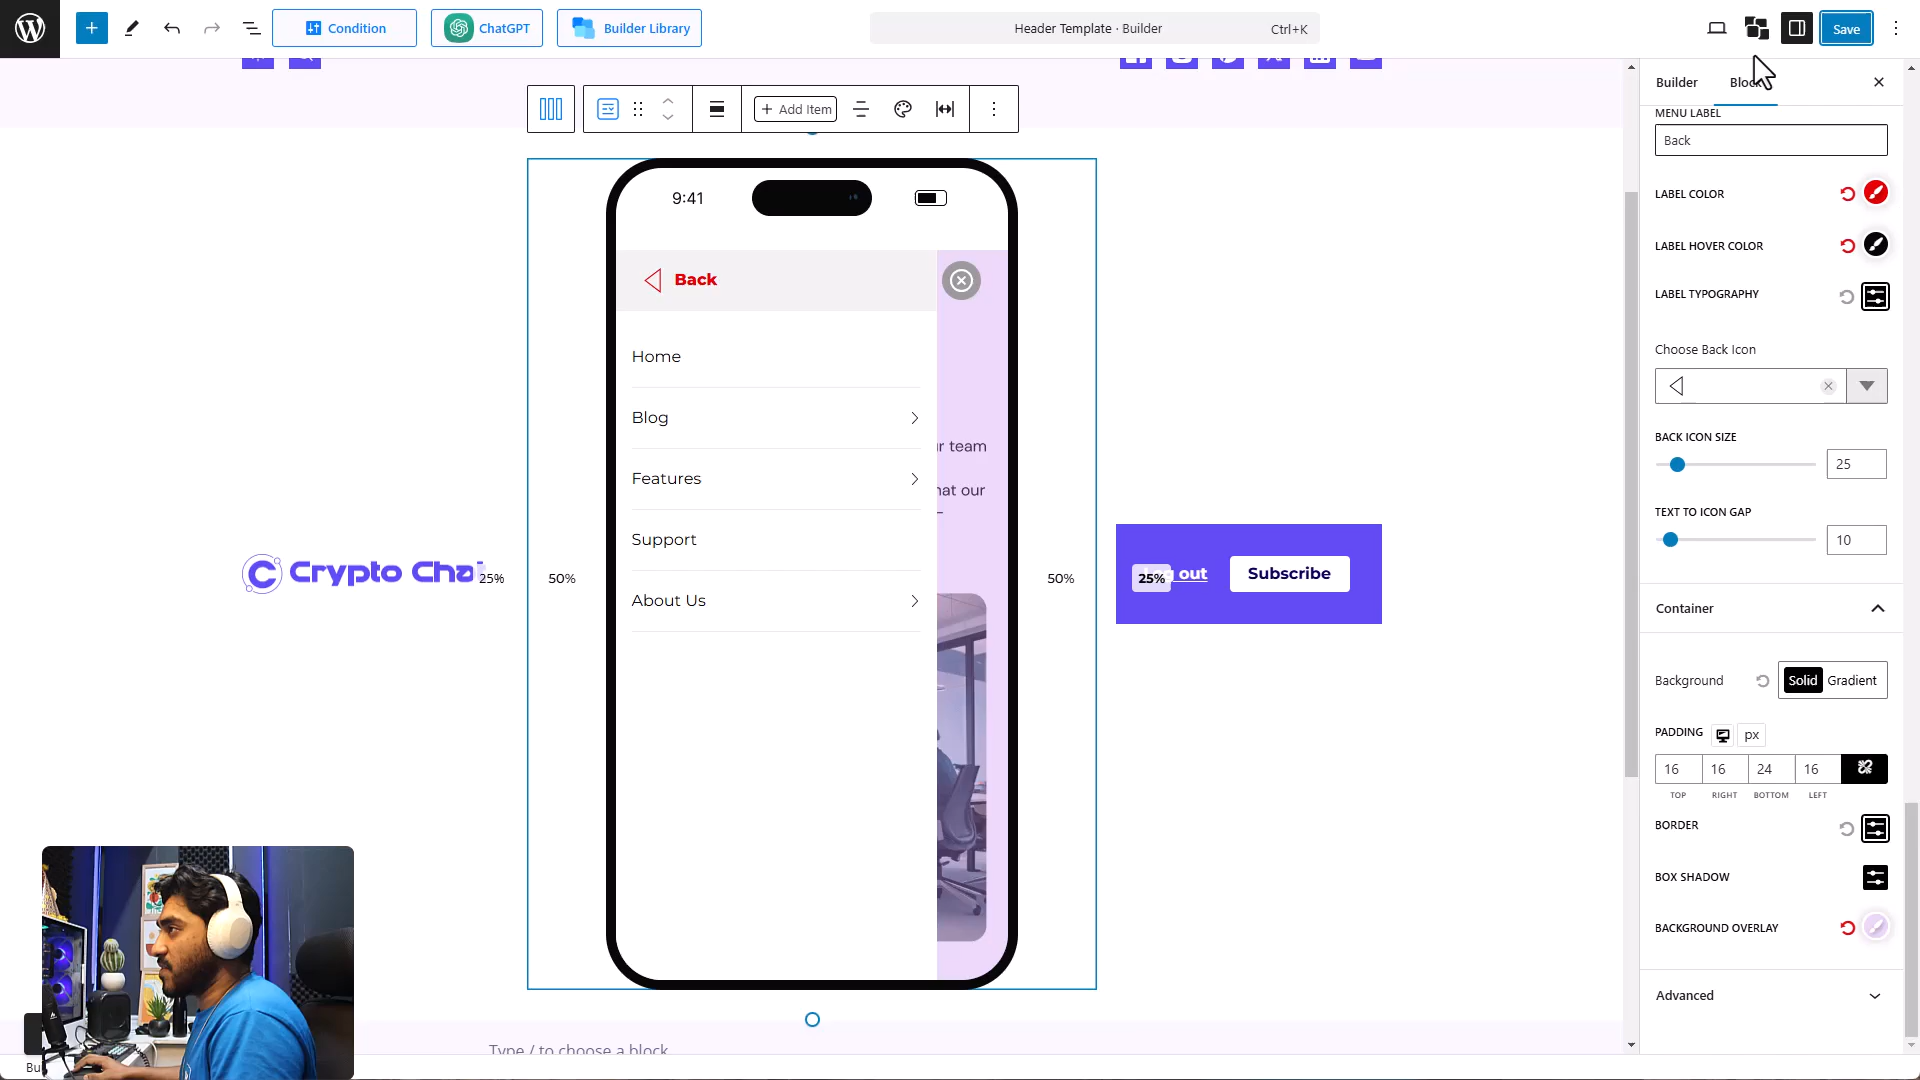 Condition
ChatGPT
Builder Library
Header Template · Builder
Ctrl+K
Save
Builder
Add Item
MENU LABEL
Back
LABEL COLOR
LABEL HOVER COLOR
LABEL TYPOGRAPHY
Choose Back Icon
BACK ICON SIZE
25
TEXT TO ICON GAP
10
Container
Background
Solid
Gradient
PADDING
px
16
16
24
16
TOP
RIGHT
BOTTOM
LEFT
BORDER
BOX SHADOW
BACKGROUND OVERLAY
Advanced
9:41
Back
Home
Blog
Features
Support
About Us
team
our
Crypto
25%
50%
50%
25%
out
Subscribe
Type / to choose a block